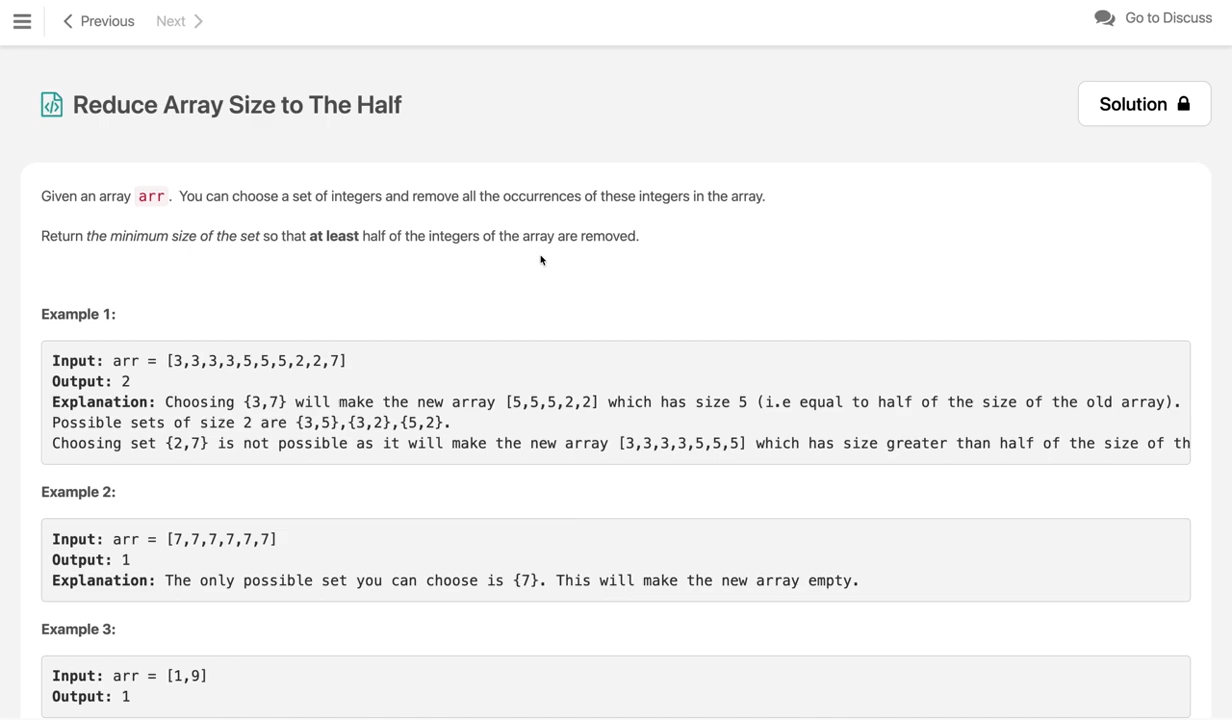 Previous Next Go to Discuss
Reduce Array Size to The Half Solution
Given an array arr. You can choose a set of integers and remove all the occurrences of these integers in the array.
Return the minimum size of the set so that at least half of the integers of the array are removed.
Example 1:
Input: arr = [3,3,3,3,5,5,5,2,2,7]
Output: 2
Explanation: Choosing {3,7} will make the new array [5,5,5,2,2] which has size 5 (i.e equal to half of the size of the old array).
Possible sets of size 2 are {3,5},{3,2},{5,2}.
Choosing set {2,7} is not possible as it will make the new array [3,3,3,3,5,5,5] which has size greater than half of the size of th
Example 2:
Input: arr = [7,7,7,7,7,7]
Output: 1
Explanation: The only possible set you can choose is {7}. This will make the new array empty.
Example 3:
Input: arr = [1,9]
Output: 1